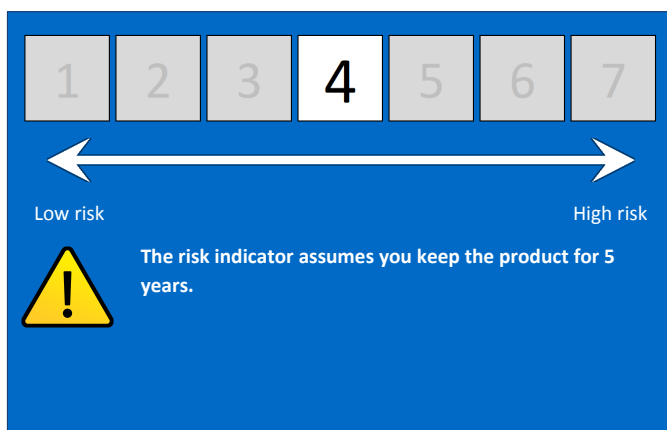 1 2 3 4 5 6 7
Low risk High risk
The risk indicator assumes you keep the product for 5
years.